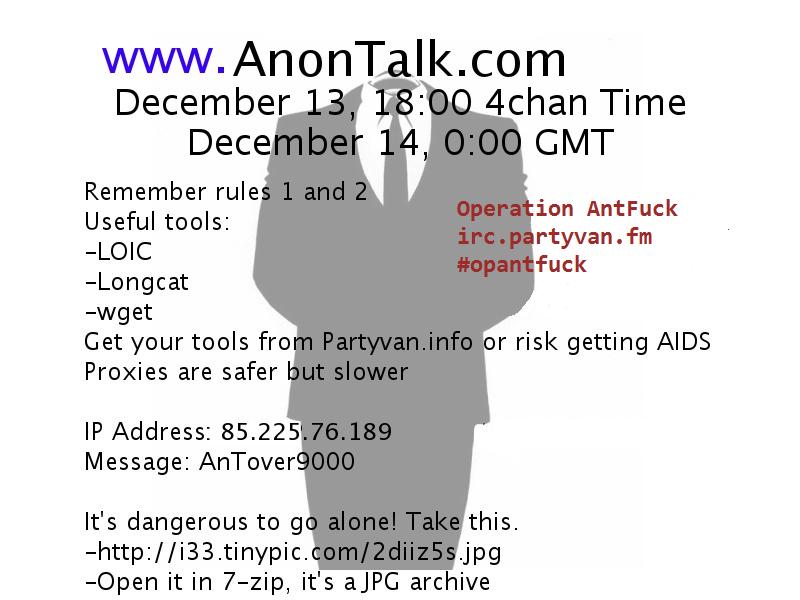 www.AnonTalk.com
December 13, 18:00 4chan Time
December 14, 0:00 GMT
Remember rules 1 and 2
Useful tools:
-LOIC
-Longcat
-wget
Get your tools from Partyvan.info or risk getting AIDS
Proxies are safer but slower
Operation AntFuck
irc.partyvan.fm
#opantfuck
IP Address: 85.225.76.189
Message: AnTover9000
It's dangerous to go alone! Take this.
-http://i33.tinypic.com/2diiz5s.jpg
-Open it in 7-zip, it's a JPG archive